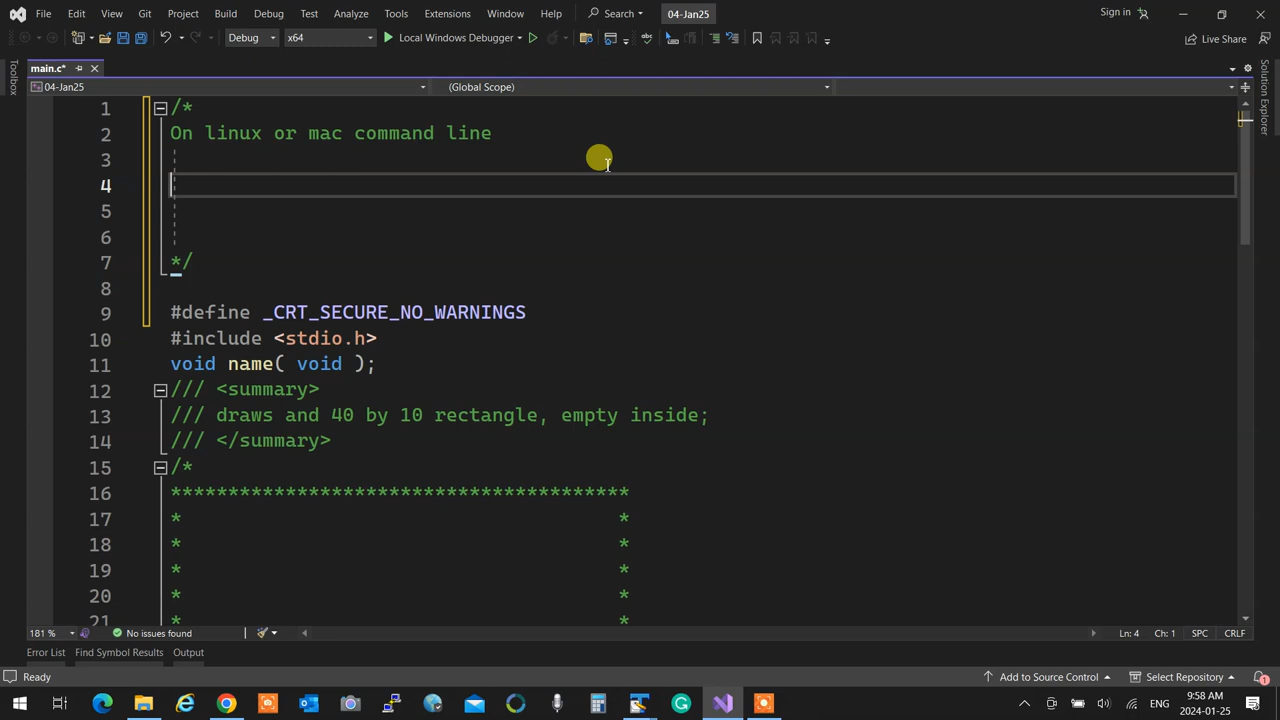 File Edit View Git Project Build Debug Test Analyze Tools Extensions Window Help Search 04-Jan25 Sign in
Debug x64 Local Windows Debugger Live Share
Toolbox
main.c*
Solution Explorer
04-Jan25 (Global Scope)
1 /*
2 On linux or mac command line
3
4
5
6
7 */
8
9 #define _CRT_SECURE_NO_WARNINGS
10 #include <stdio.h>
11 void name( void );
12 /// <summary>
13 /// draws and 40 by 10 rectangle, empty inside;
14 /// </summary>
15 /*
16 ****************************************
17 * *
18 * *
19 * *
20 * *
21 * *
181 % No issues found Ln: 4 Ch: 1 SPC CRLF
Error List Find Symbol Results Output
Ready Add to Source Control Select Repository 1
ENG 9:58 AM
2024-01-25